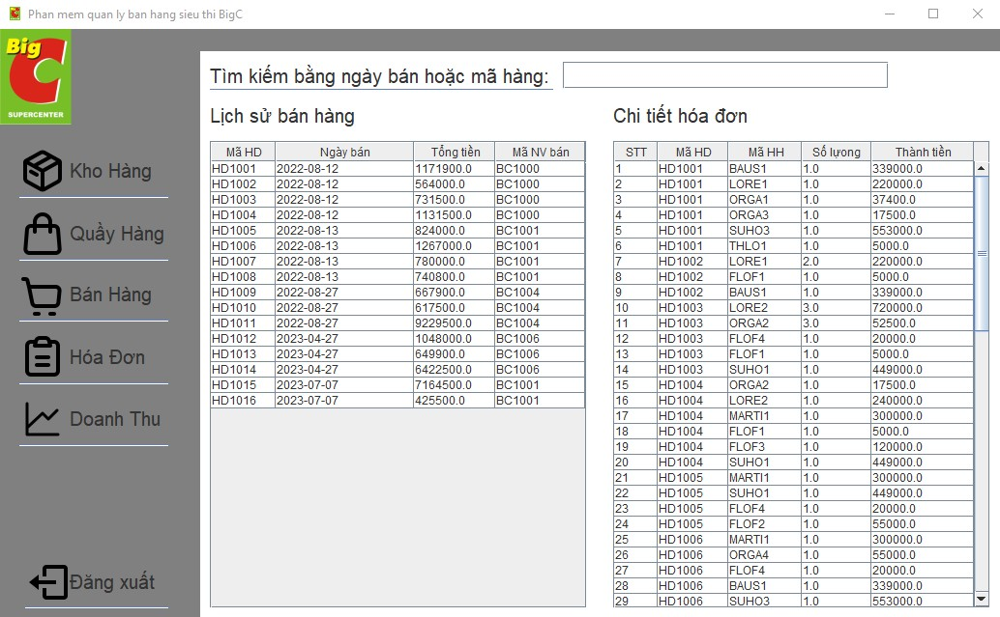 Phan mem quan ly ban hang sieu thi BigC
Big
C
SUPERCENTER
Kho Hàng
Quầy Hàng
Bán Hàng
Hóa Đơn
Doanh Thu
Đăng xuất
Tìm kiếm bằng ngày bán hoặc mã hàng:
Lịch sử bán hàng
Mã HD Ngày bán Tổng tiền Mã NV bán
HD1001 2022-08-12 1171900.0 BC1000
HD1002 2022-08-12 564000.0 BC1000
HD1003 2022-08-12 731500.0 BC1000
HD1004 2022-08-12 1131500.0 BC1000
HD1005 2022-08-13 824000.0 BC1001
HD1006 2022-08-13 1267000.0 BC1001
HD1007 2022-08-13 780000.0 BC1001
HD1008 2022-08-13 740800.0 BC1001
HD1009 2022-08-27 667900.0 BC1004
HD1010 2022-08-27 617500.0 BC1004
HD1011 2022-08-27 9229500.0 BC1004
HD1012 2023-04-27 1048000.0 BC1006
HD1013 2023-04-27 649900.0 BC1006
HD1014 2023-04-27 6422500.0 BC1006
HD1015 2023-07-07 7164500.0 BC1001
HD1016 2023-07-07 425500.0 BC1001
Chi tiết hóa đơn
STT Mã HD Mã HH Số lượng Thành tiền
1 HD1001 BAUS1 1.0 339000.0
2 HD1001 LORE1 1.0 220000.0
3 HD1001 ORGA1 1.0 37400.0
4 HD1001 ORGA3 1.0 17500.0
5 HD1001 SUHO3 1.0 553000.0
6 HD1001 THLO1 1.0 5000.0
7 HD1002 LORE1 2.0 220000.0
8 HD1002 FLOF1 1.0 5000.0
9 HD1002 BAUS1 1.0 339000.0
10 HD1003 LORE2 3.0 720000.0
11 HD1003 ORGA2 3.0 52500.0
12 HD1003 FLOF4 1.0 20000.0
13 HD1003 FLOF1 1.0 5000.0
14 HD1003 SUHO1 1.0 449000.0
15 HD1004 ORGA2 1.0 17500.0
16 HD1004 LORE2 1.0 240000.0
17 HD1004 MARTI1 1.0 300000.0
18 HD1004 FLOF1 1.0 5000.0
19 HD1004 FLOF3 1.0 120000.0
20 HD1004 SUHO1 1.0 449000.0
21 HD1005 MARTI1 1.0 300000.0
22 HD1005 SUHO1 1.0 449000.0
23 HD1005 FLOF4 1.0 20000.0
24 HD1005 FLOF2 1.0 55000.0
25 HD1006 MARTI1 1.0 300000.0
26 HD1006 ORGA4 1.0 55000.0
27 HD1006 FLOF4 1.0 20000.0
28 HD1006 BAUS1 1.0 339000.0
29 HD1006 SUHO3 1.0 553000.0